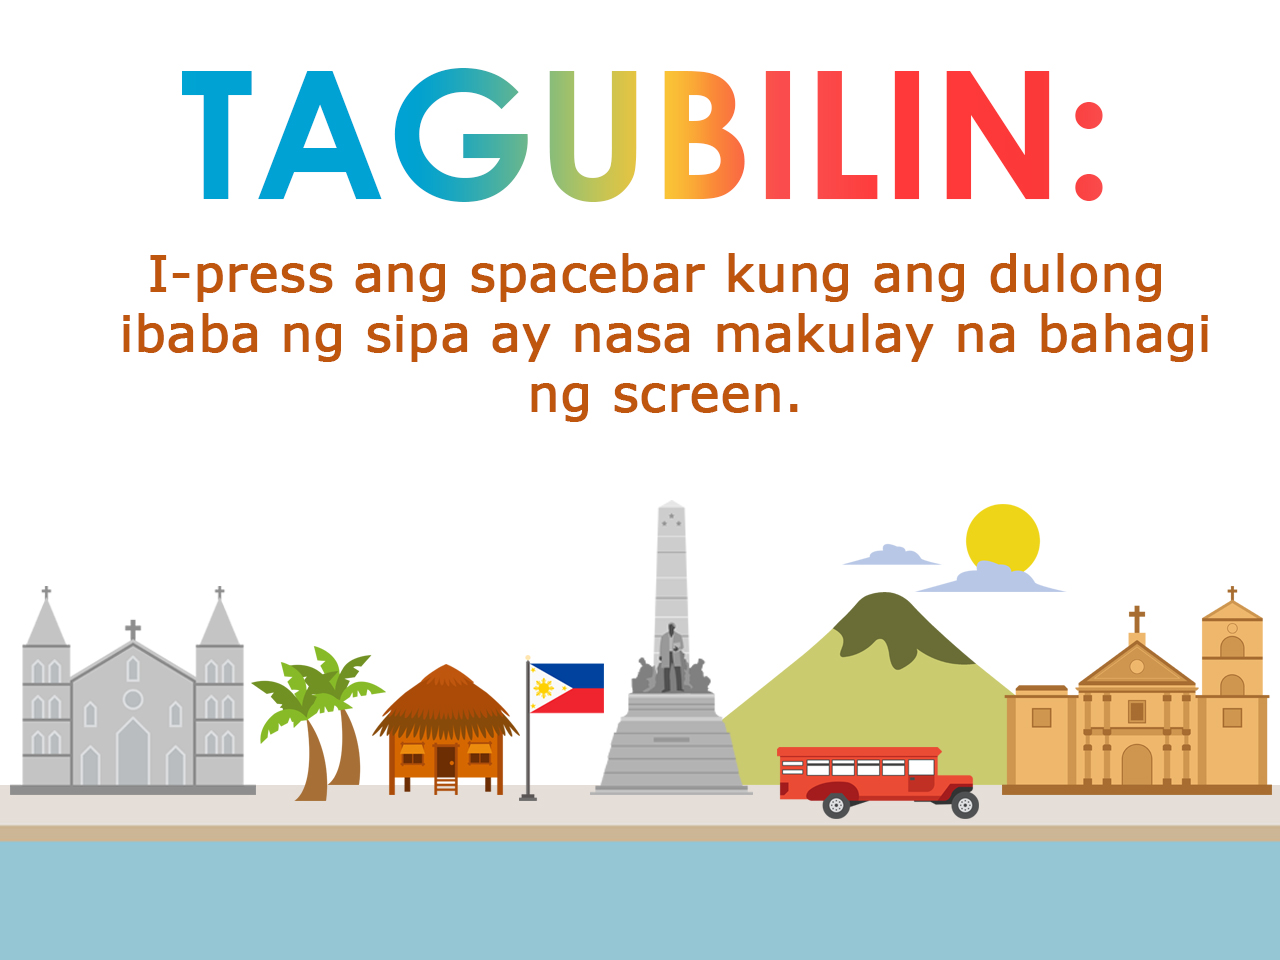 TAGUBILIN:
I-press ang spacebar kung ang dulong
ibaba ng sipa ay nasa makulay na bahagi
ng screen.